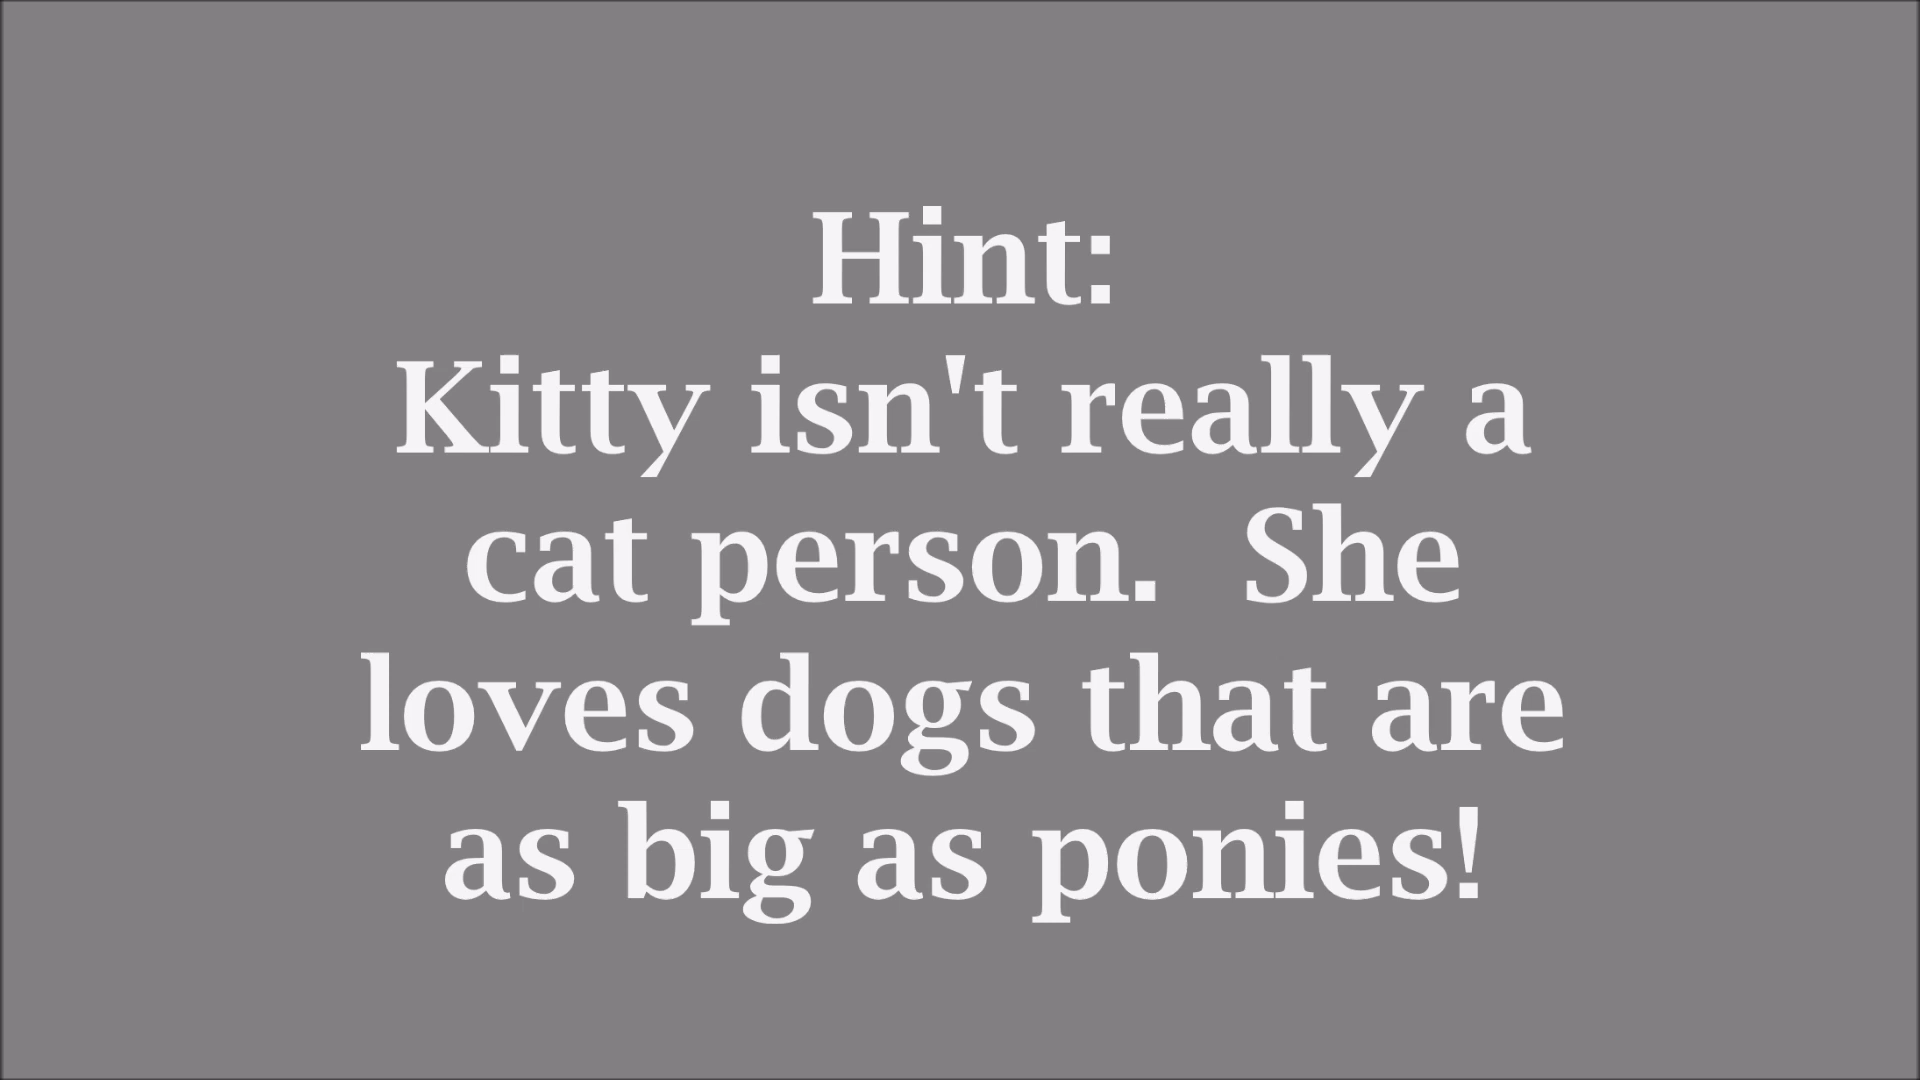 Hint:
Kitty isn't really a
cat person.  She
loves dogs that are
as big as ponies!